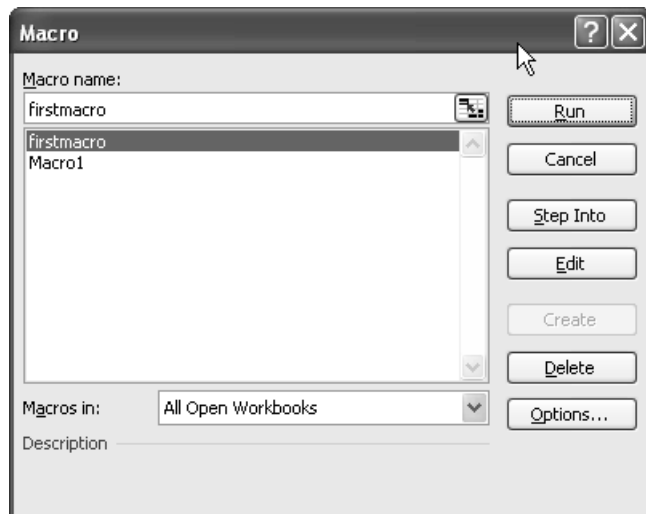 Macro
?
Macro name:
firstmacro
Run
firstmacro
Macro1
Cancel
Step Into
Edit
Create
Delete
Macros in: All Open Workbooks
Options...
Description